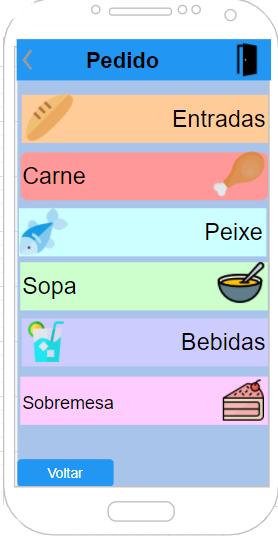 Pedido
Entradas
Carne
Peixe
Sopa
Bebidas
Sobremesa
Voltar